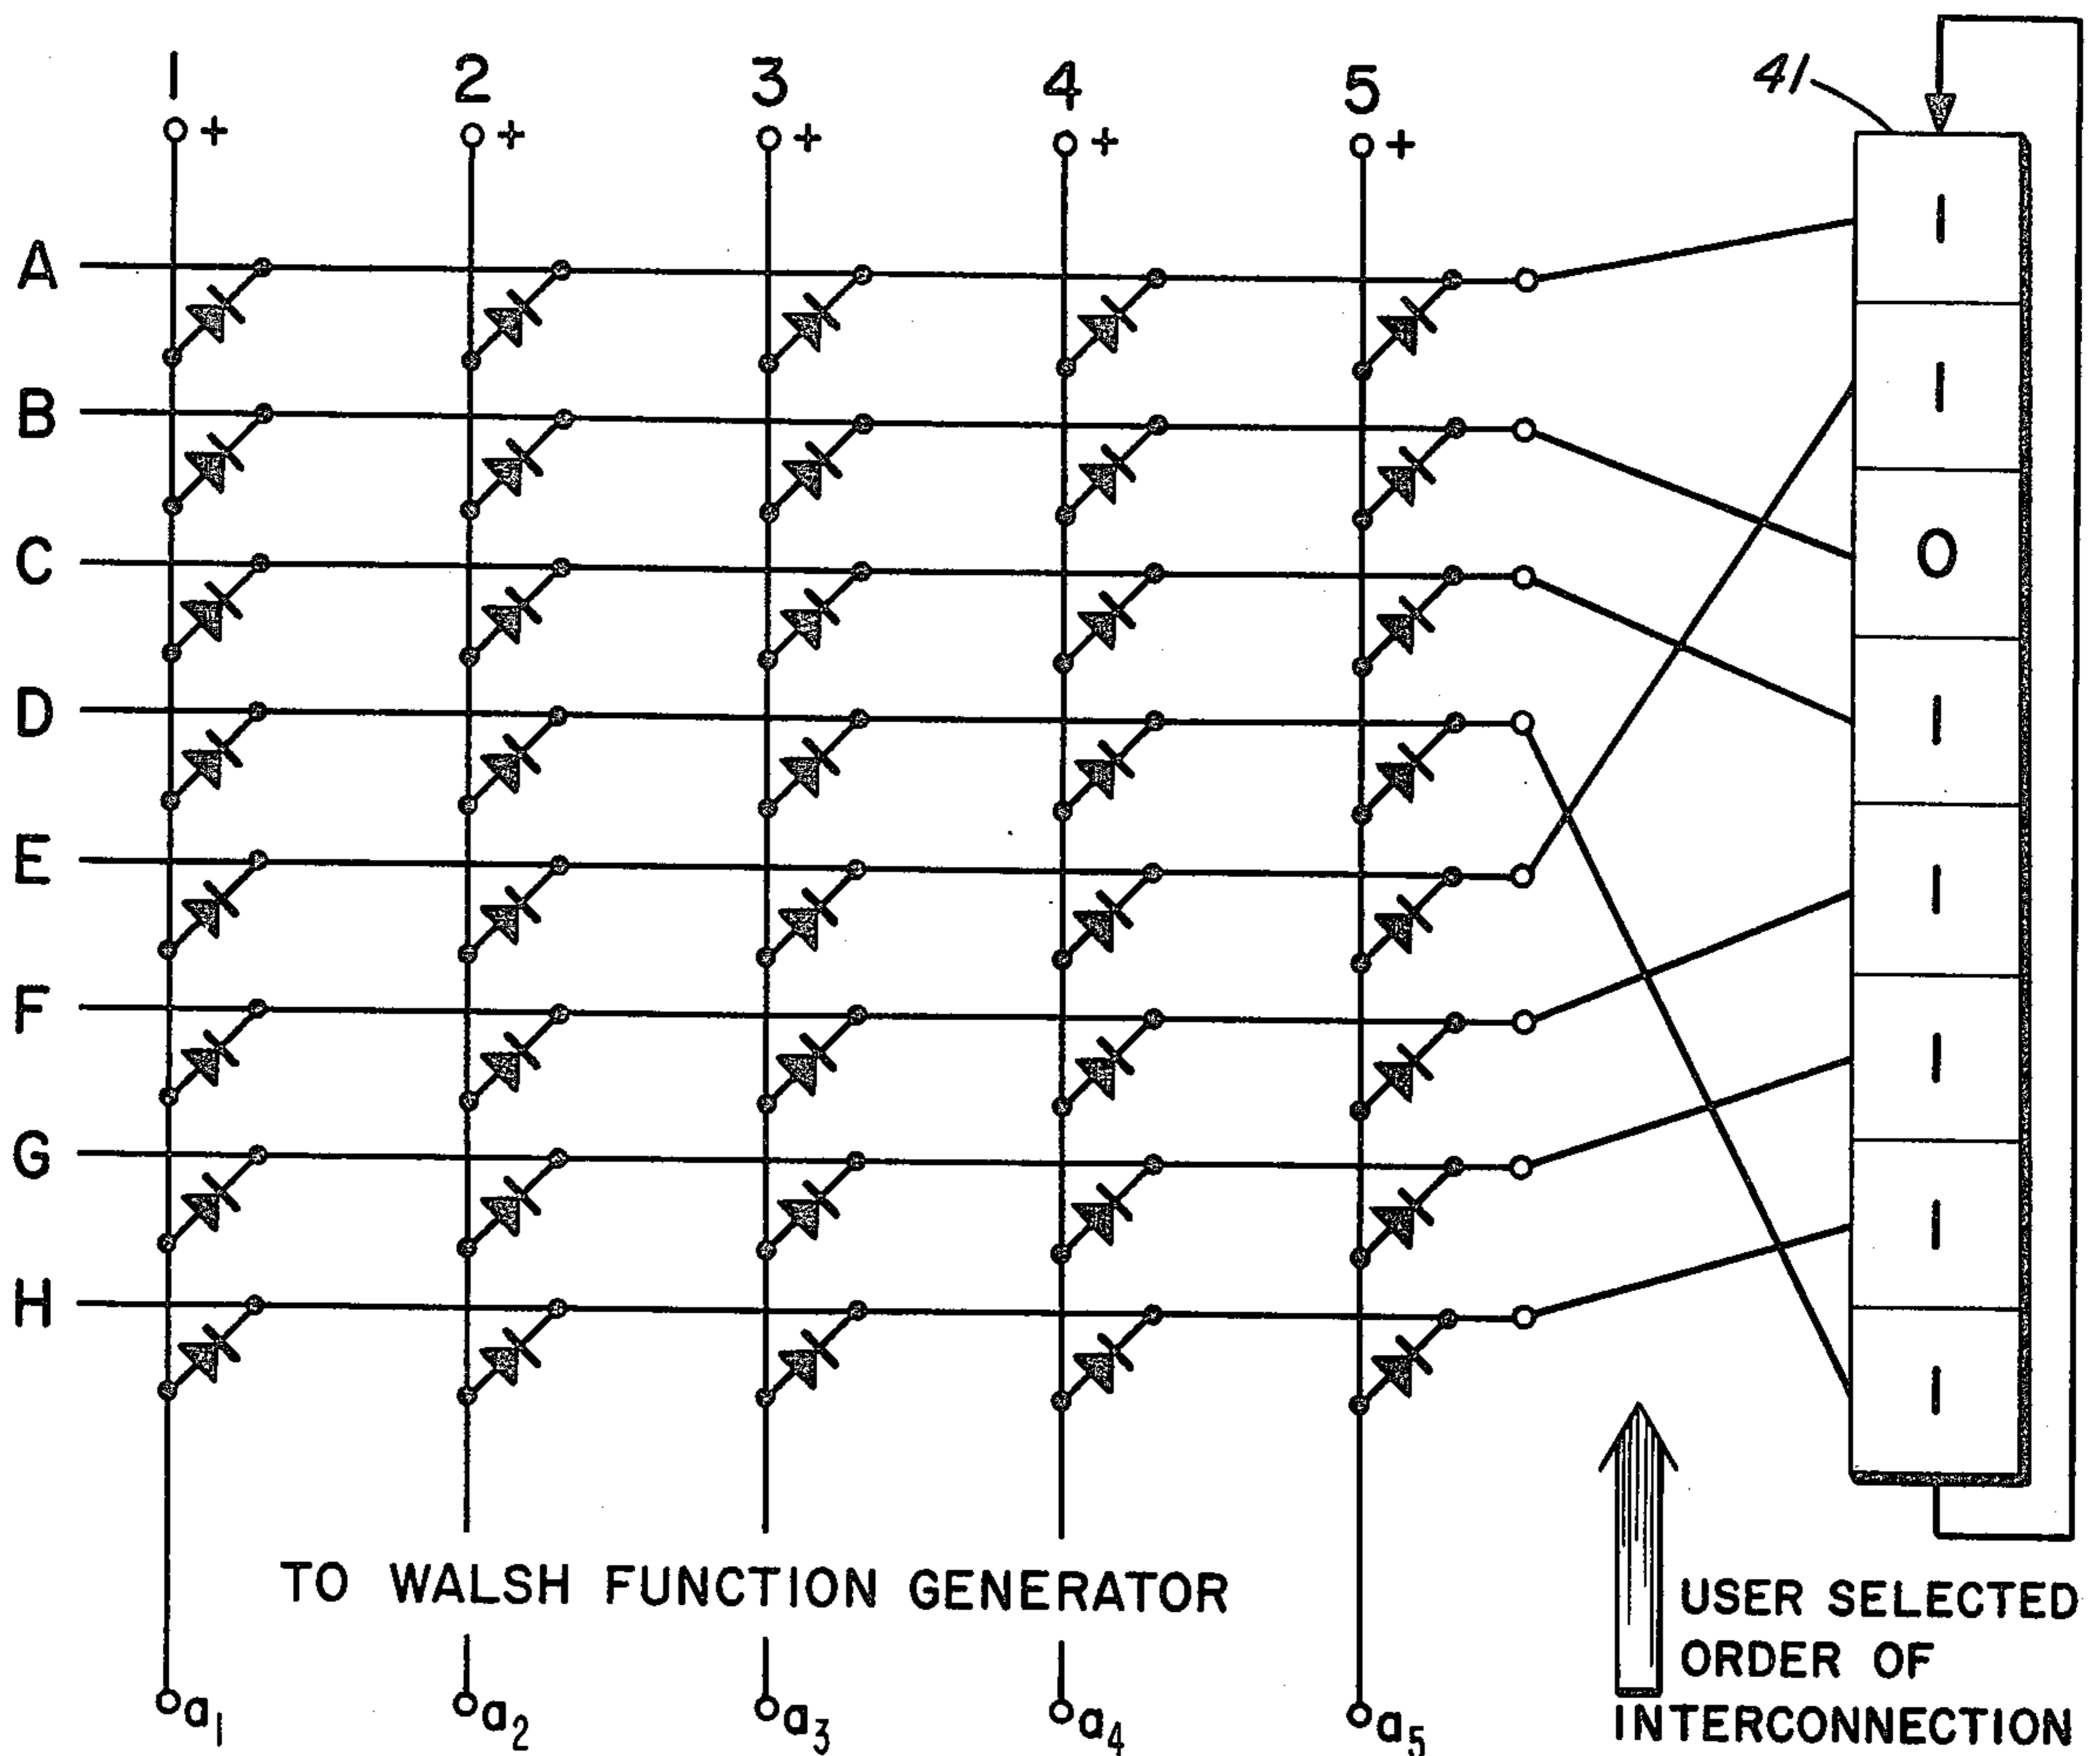 1 2 3 4 5
+ + + + +
41
A
B
C
D
E
F
G
H
1
1
0
1
1
1
1
1
TO WALSH FUNCTION GENERATOR
a1 a2 a3 a4 a5
USER SELECTED
ORDER OF
INTERCONNECTION